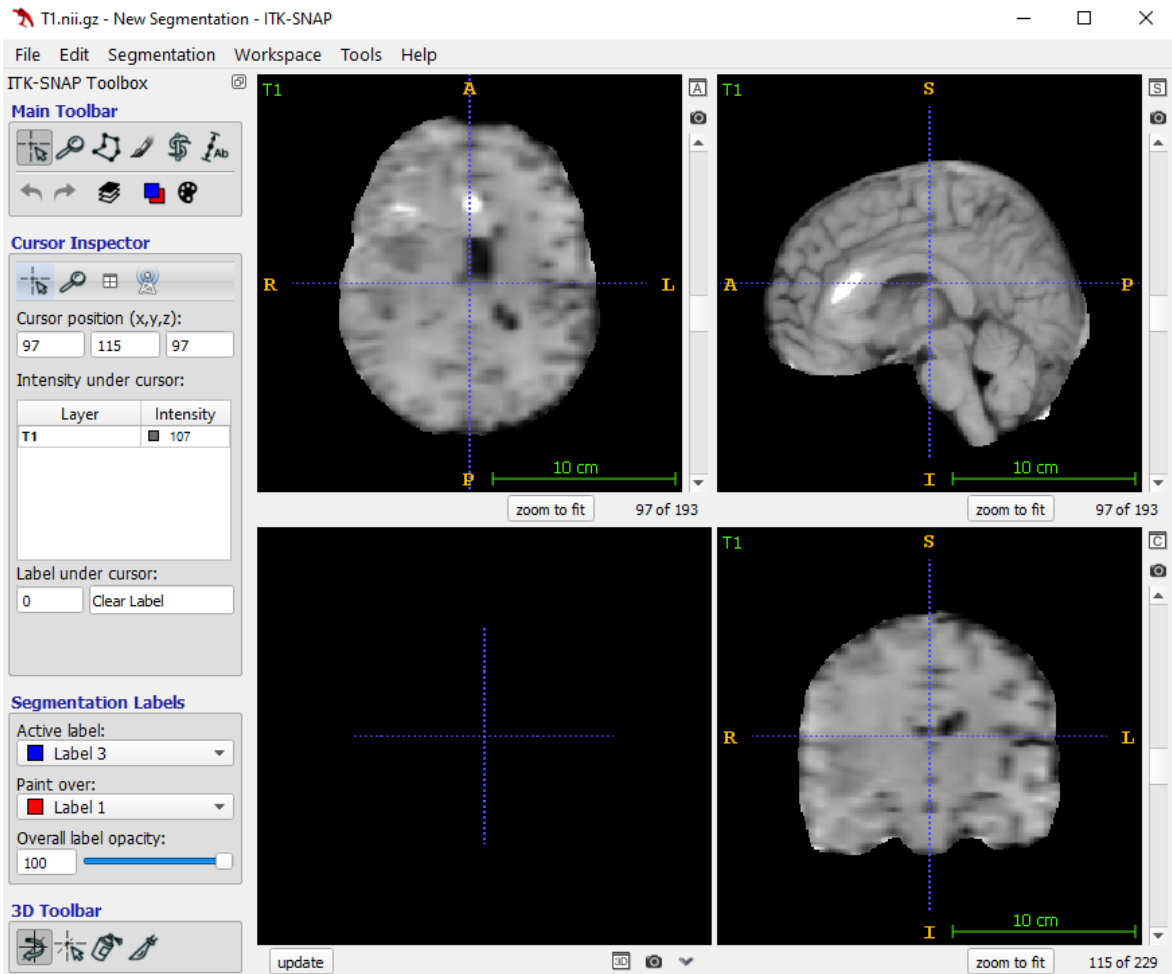 T1.nii.gz - New Segmentation - ITK-SNAP
File Edit Segmentation Workspace Tools Help
ITK-SNAP Toolbox
Main Toolbar
Ab
Cursor Inspector
Cursor position (x,y,z):
97 115 97
Intensity under cursor:
Layer Intensity
T1 107
Label under cursor:
0 Clear Label
Segmentation Labels
Active label:
Label 3
Paint over:
Label 1
Overall label opacity:
100
3D Toolbar
T1 A A
R L
P 10 cm
zoom to fit 97 of 193
T1 S S
A P
I 10 cm
zoom to fit 97 of 193
update 3D
T1 S C
R L
I 10 cm
zoom to fit 115 of 229